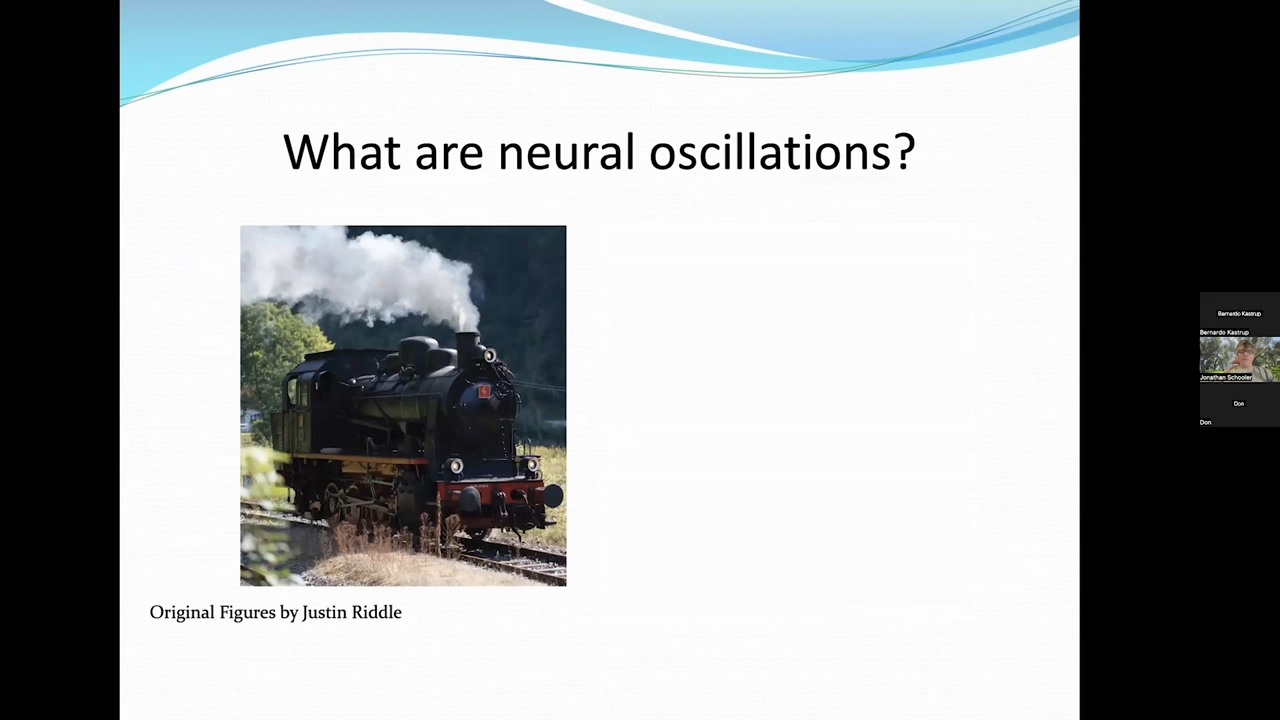 What are neural oscillations?
Original Figures by Justin Riddle
Bernardo Kastrup
Bernardo Kastrup
Jonathan Schooler
Don
Don